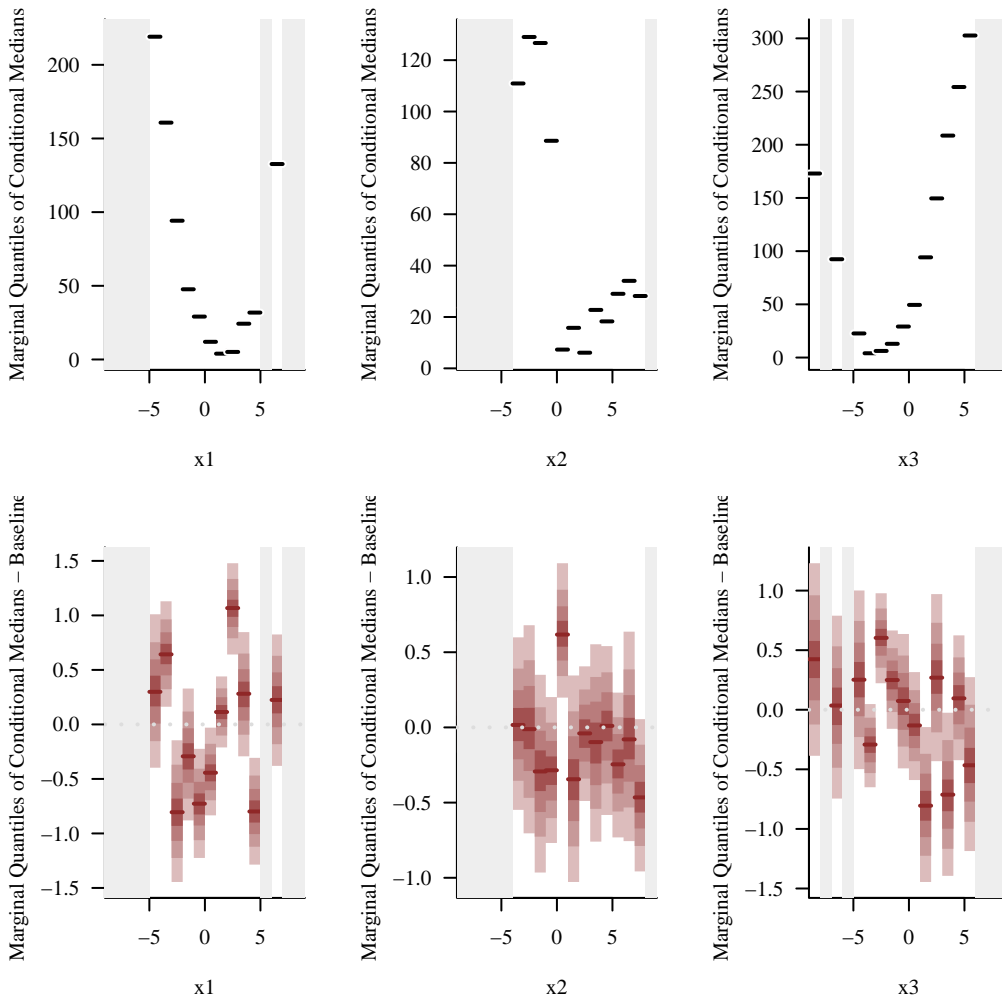 Marginal Quantiles of Conditional Medians
200
150
100
50
0
−5 0 5
x1
Marginal Quantiles of Conditional Medians
120
100
80
60
40
20
0
−5 0 5
x2
Marginal Quantiles of Conditional Medians
300
250
200
150
100
50
0
−5 0 5
x3
Marginal Quantiles of Conditional Medians − Baseline
1.5
1.0
0.5
0.0
−0.5
−1.0
−1.5
−5 0 5
x1
Marginal Quantiles of Conditional Medians − Baseline
1.0
0.5
0.0
−0.5
−1.0
−5 0 5
x2
Marginal Quantiles of Conditional Medians − Baseline
1.0
0.5
0.0
−0.5
−1.0
−1.5
−5 0 5
x3